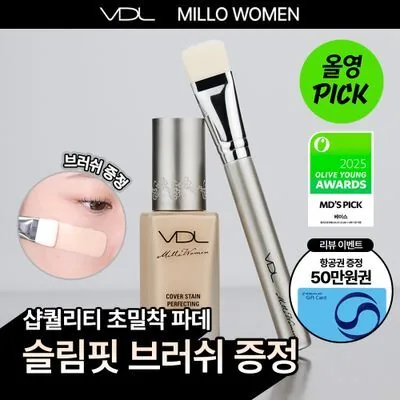 VDL | MILLO WOMEN
올영
PICK
브러쉬 증정
2025
OLIVE YOUNG
AWARDS
MD'S PICK
베이스
리뷰 이벤트
항공권 증정
50만원권
Gift Card
VDL
Millo Women
COVER STAIN
PERFECTING
VDL
Millo Women
샵퀄리티 초밀착 파데
슬림핏 브러쉬 증정